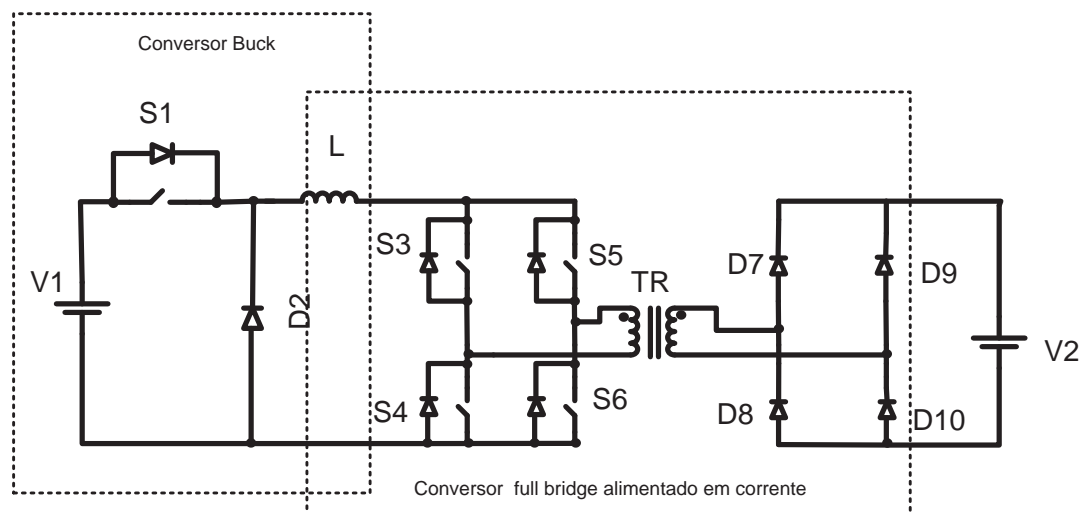 Conversor Buck
S1
L
S3
S5
V1
D2
TR
D7
D9
V2
S4
S6
D8
D10
Conversor full bridge alimentado em corrente